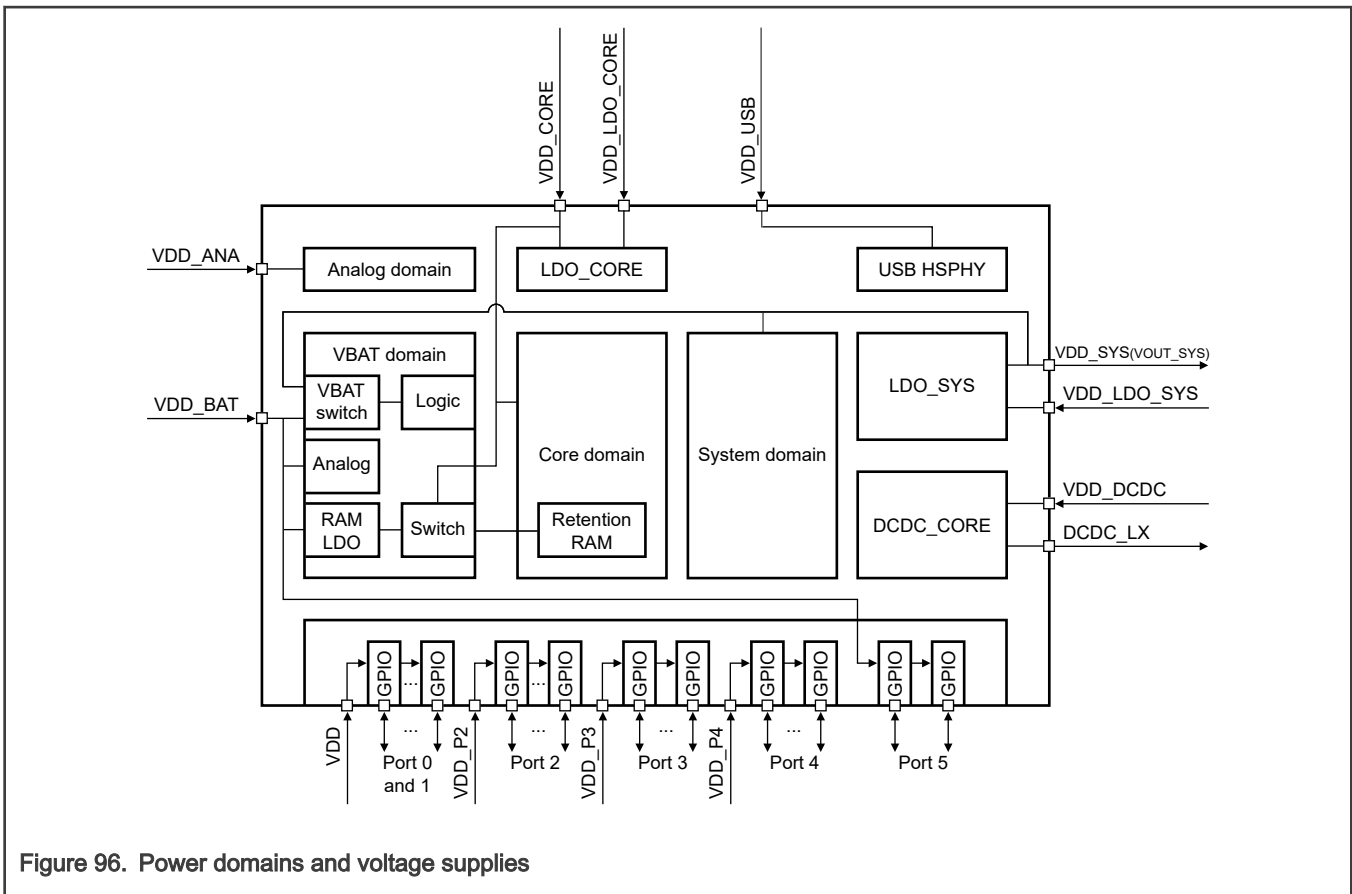 VDD_CORE
VDD_LDO_CORE
VDD_USB
VDD_ANA
Analog domain
LDO_CORE
USB HSPHY
VBAT domain
VBAT
switch
Logic
LDO_SYS
VDD_SYS(VOUT_SYS)
VDD_LDO_SYS
VDD_BAT
Analog
Core domain
System domain
RAM
LDO
Switch
Retention
RAM
DCDC_CORE
VDD_DCDC
DCDC_LX
GPIO
...
GPIO
GPIO
...
GPIO
GPIO
...
GPIO
GPIO
...
GPIO
GPIO
GPIO
VDD
...
Port 0
and 1
VDD_P2
...
Port 2
VDD_P3
...
Port 3
VDD_P4
...
Port 4
Port 5
Figure 96. Power domains and voltage supplies